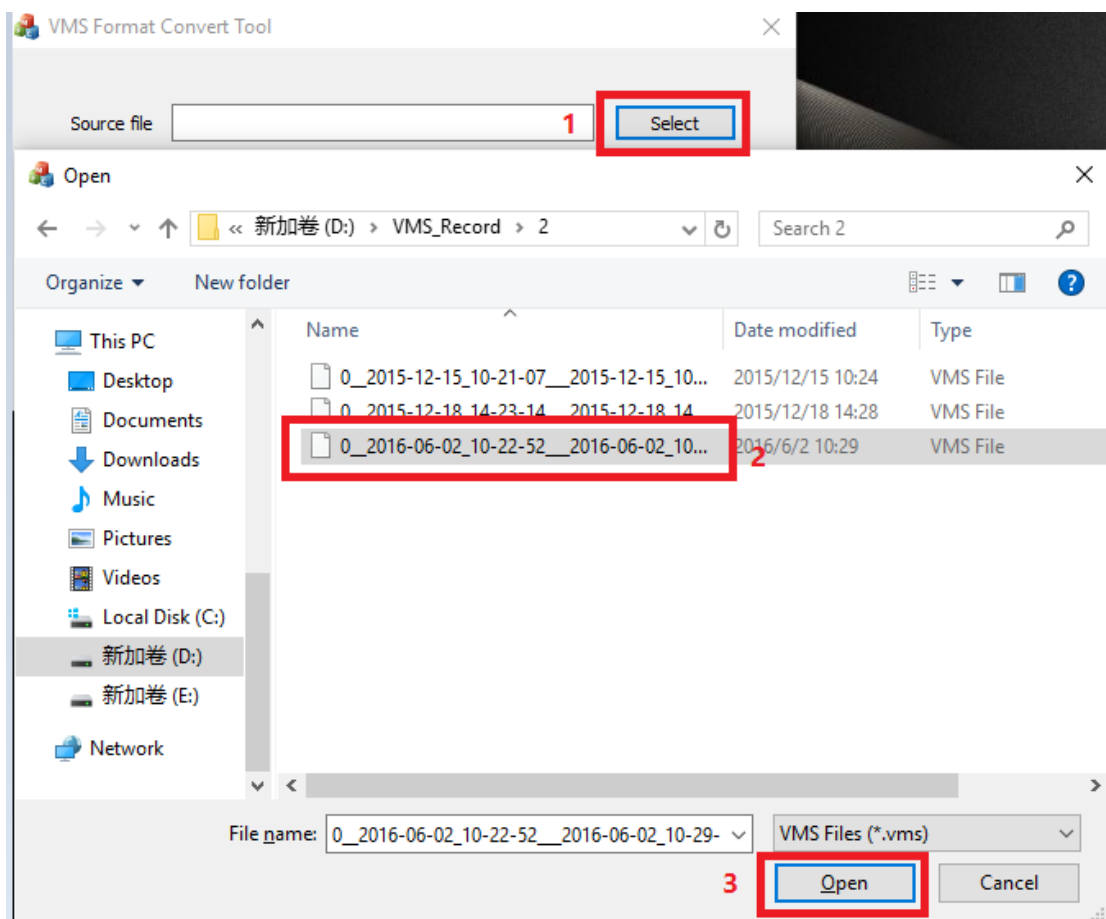 VMS Format Convert Tool
Source file 1 Select
Open
« 新加卷 (D:) › VMS_Record › 2 Search 2
Organize New folder
Name Date modified Type
This PC
Desktop
Documents
Downloads
Music
Pictures
Videos
Local Disk (C:)
新加卷 (D:)
新加卷 (E:)
Network
0__2015-12-15_10-21-07___2015-12-15_10... 2015/12/15 10:24 VMS File
0__2015-12-18_14-23-14___2015-12-18_14... 2015/12/18 14:28 VMS File
0__2016-06-02_10-22-52___2016-06-02_10... 2016/6/2 10:29 VMS File
2
File name: 0__2016-06-02_10-22-52___2016-06-02_10-29- VMS Files (*.vms)
3 Open Cancel